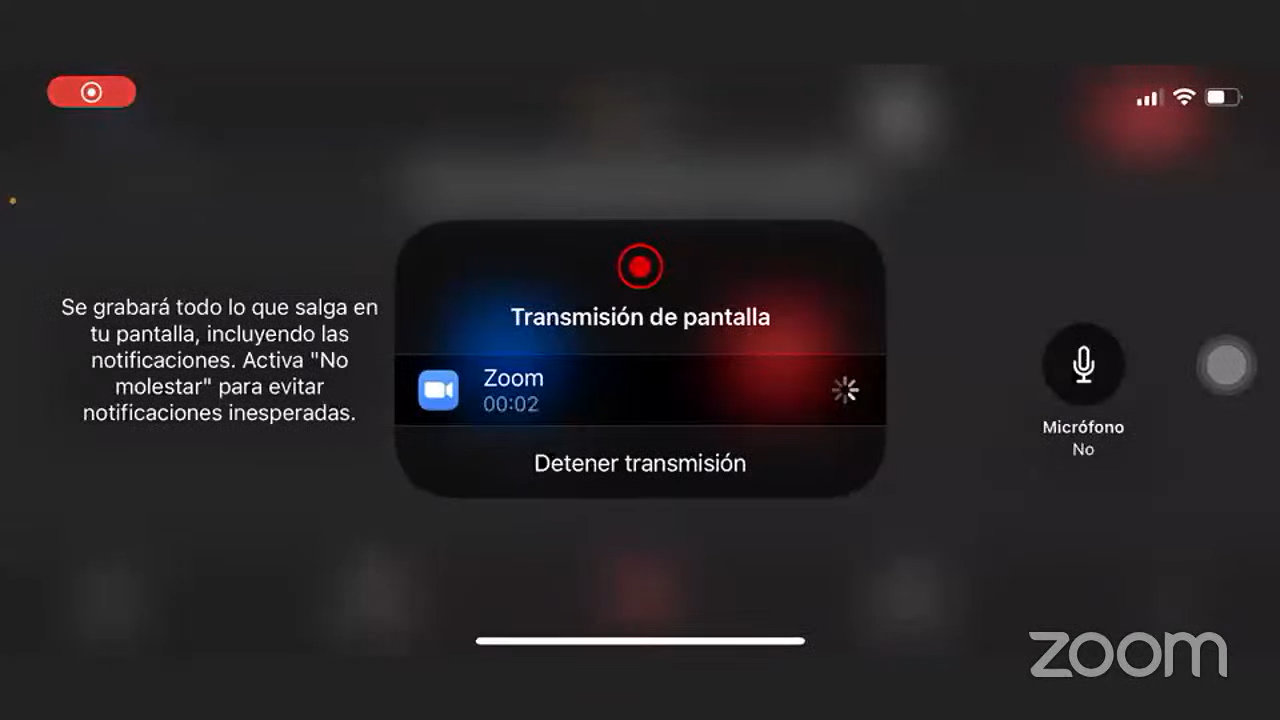 Se grabará todo lo que salga en
tu pantalla, incluyendo las
notificaciones. Activa "No
molestar" para evitar
notificaciones inesperadas.
Transmisión de pantalla
Zoom
00:02
Detener transmisión
Micrófono
No
zoom